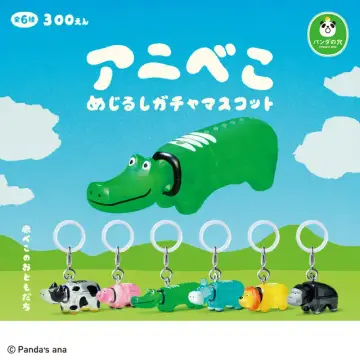 全6種 300えん
パンダの穴
アニべこ
めじるしガチャマスコット
赤べこのおともだち
© Panda's ana